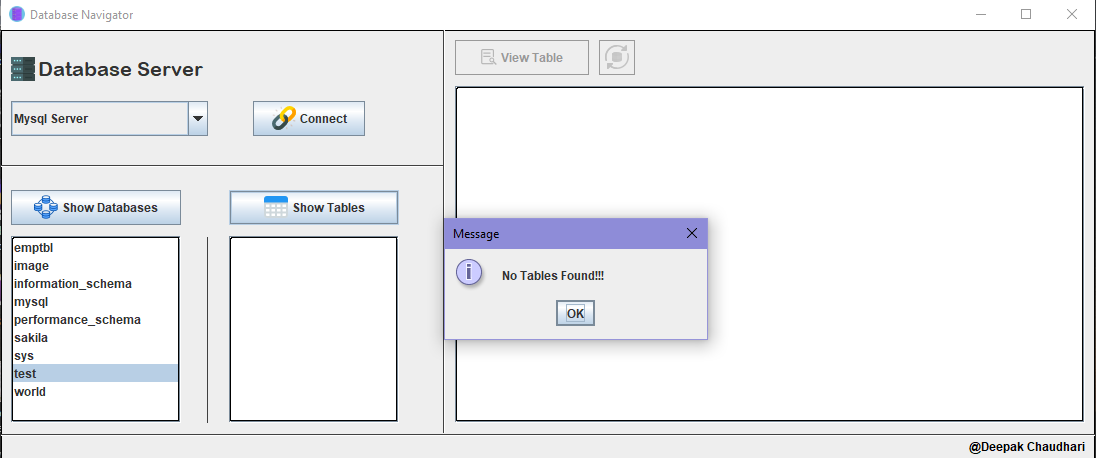 Database Navigator
Database Server
Mysql Server
Connect
Show Databases
Show Tables
emptbl
image
information_schema
mysql
performance_schema
sakila
sys
test
world
View Table
Message
No Tables Found!!!
OK
@Deepak Chaudhari